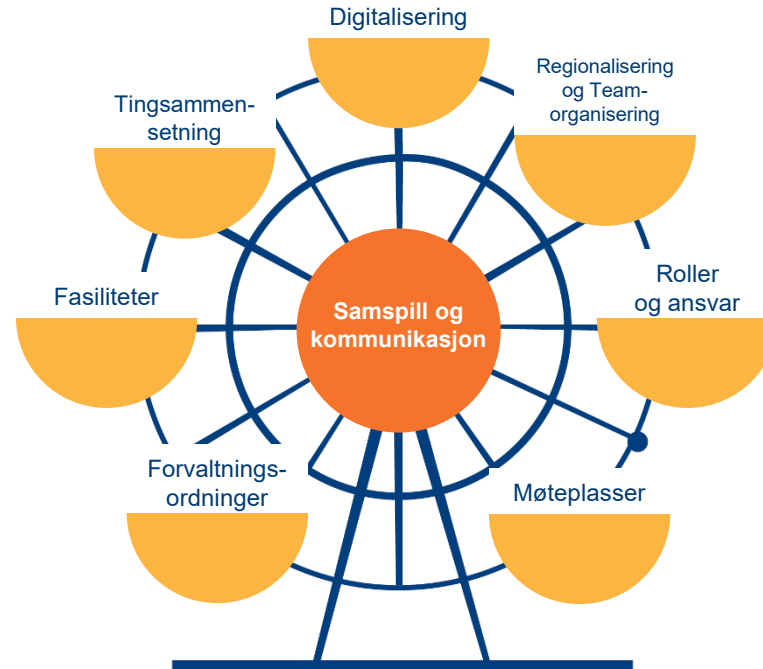 Digitalisering
Regionalisering
og Team-
organisering
Tingsammen-
setning
Roller
og ansvar
Fasiliteter
Samspill og
kommunikasjon
Forvaltnings-
ordninger
Møteplasser